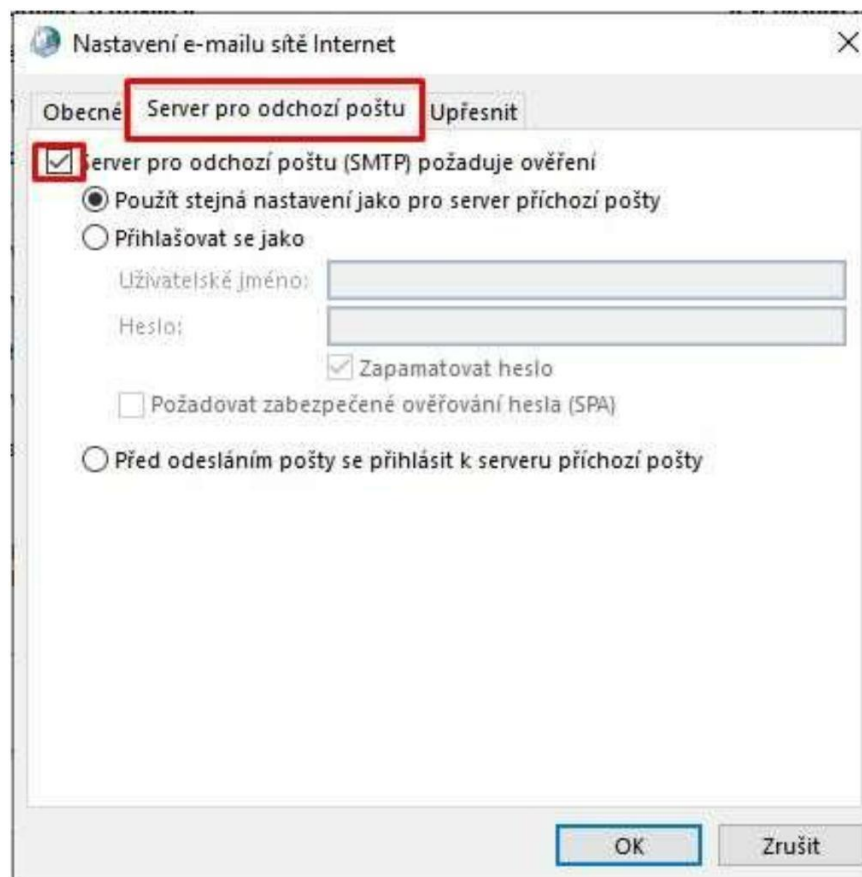 Nastavení e-mailu sítě Internet
Obecné Server pro odchozí poštu Upřesnit
Server pro odchozí poštu (SMTP) požaduje ověření
Použít stejná nastavení jako pro server příchozí pošty
Přihlašovat se jako
Uživatelské jméno:
Heslo:
Zapamatovat heslo
Požadovat zabezpečené ověřování hesla (SPA)
Před odesláním pošty se přihlásit k serveru příchozí pošty
OK Zrušit